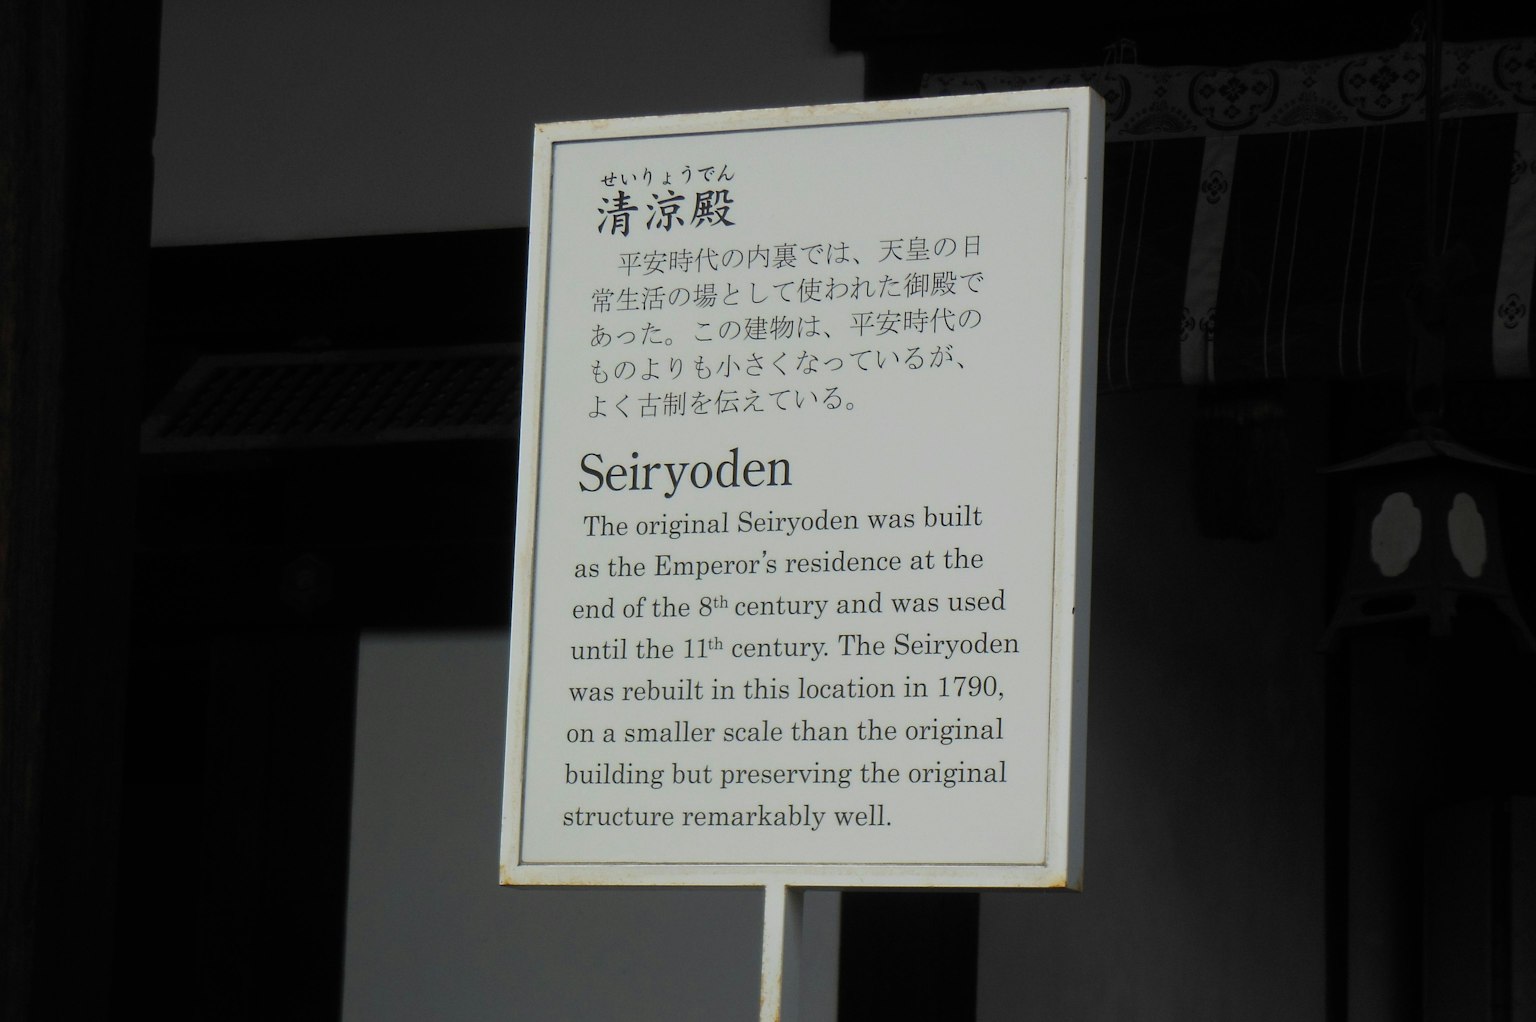 せいりょうでん
清涼殿
平安時代の内裏では、天皇の日
常生活の場として使われた御殿で
あった。この建物は、平安時代の
ものよりも小さくなっているが、
よく古制を伝えている。
Seiryoden
The original Seiryoden was built
as the Emperor's residence at the
end of the 8th century and was used
until the 11th century. The Seiryoden
was rebuilt in this location in 1790,
on a smaller scale than the original
building but preserving the original
structure remarkably well.